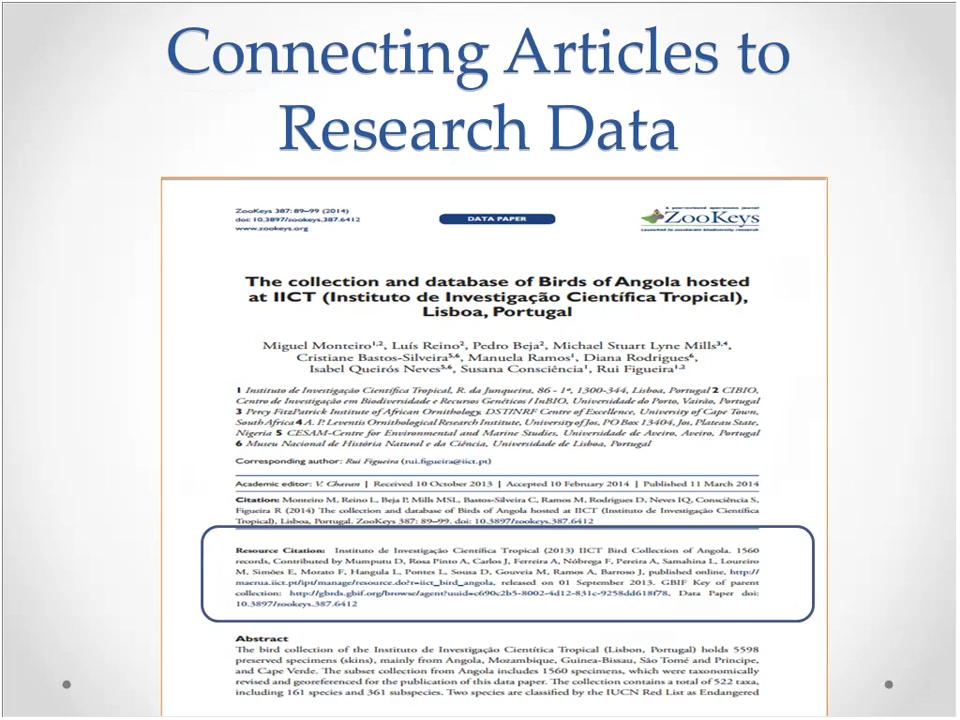 Connecting Articles to
Research Data
ZooKeys 387: 89–99 (2014)
doi: 10.3897/zookeys.387.6412
www.zookeys.org
DATA PAPER
A peer-reviewed open-access journal
ZooKeys
Launched to accelerate biodiversity research
The collection and database of Birds of Angola hosted
at IICT (Instituto de Investigação Científica Tropical),
Lisboa, Portugal
Miguel Monteiro1,2, Luís Reino2, Pedro Beja2, Michael Stuart Lyne Mills3,4,
Cristiane Bastos-Silveira5,6, Manuela Ramos1, Diana Rodrigues6,
Isabel Queirós Neves5,6, Susana Consciência1, Rui Figueira1,2
1 Instituto de Investigação Científica Tropical, R. da Junqueira, 86 - 1º, 1300-344, Lisboa, Portugal 2 CIBIO,
Centro de Investigação em Biodiversidade e Recursos Genéticos / InBIO, Universidade do Porto, Vairão, Portugal
3 Percy FitzPatrick Institute of African Ornithology, DST/NRF Centre of Excellence, University of Cape Town,
South Africa 4 A. P. Leventis Ornithological Research Institute, University of Jos, PO Box 13404, Jos, Plateau State,
Nigeria 5 CESAM–Centre for Environmental and Marine Studies, Universidade de Aveiro, Aveiro, Portugal
6 Museu Nacional de História Natural e da Ciência, Universidade de Lisboa, Portugal
Corresponding author: Rui Figueira (rui.figueira@iict.pt)
Academic editor: V. Chavan | Received 10 October 2013 | Accepted 10 February 2014 | Published 11 March 2014
Citation: Monteiro M, Reino L, Beja P, Mills MSL, Bastos-Silveira C, Ramos M, Rodrigues D, Neves IQ, Consciência S,
Figueira R (2014) The collection and database of Birds of Angola hosted at IICT (Instituto de Investigação Científica
Tropical), Lisboa, Portugal. ZooKeys 387: 89–99. doi: 10.3897/zookeys.387.6412
Resource Citation: Instituto de Investigação Científica Tropical (2013) IICT Bird Collection of Angola. 1560
records, Contributed by Mumputu D, Rosa Pinto A, Carlos J, Ferreira A, Nóbrega F, Pereira A, Samahina L, Loureiro
M, Simões E, Morato F, Hangula L, Pontes L, Sousa D, Gouveia M, Ramos A, Barroso J, published online, http://
maerua.iict.pt/ipt/manage/resource.do?r=iict_bird_angola, released on 01 September 2013. GBIF Key of parent
collection: http://gbrds.gbif.org/browse/agent?uuid=c690c2b5-8002-4d12-831c-9258dd618f78, Data Paper doi:
10.3897/zookeys.387.6412
Abstract
The bird collection of the Instituto de Investigação Científica Tropical (Lisbon, Portugal) holds 5598
preserved specimens (skins), mainly from Angola, Mozambique, Guinea-Bissau, São Tomé and Principe,
and Cape Verde. The subset collection from Angola includes 1560 specimens, which were taxonomically
revised and georeferenced for the publication of this data paper. The collection contains a total of 522 taxa,
including 161 species and 361 subspecies. Two species are classified by the IUCN Red List as Endangered